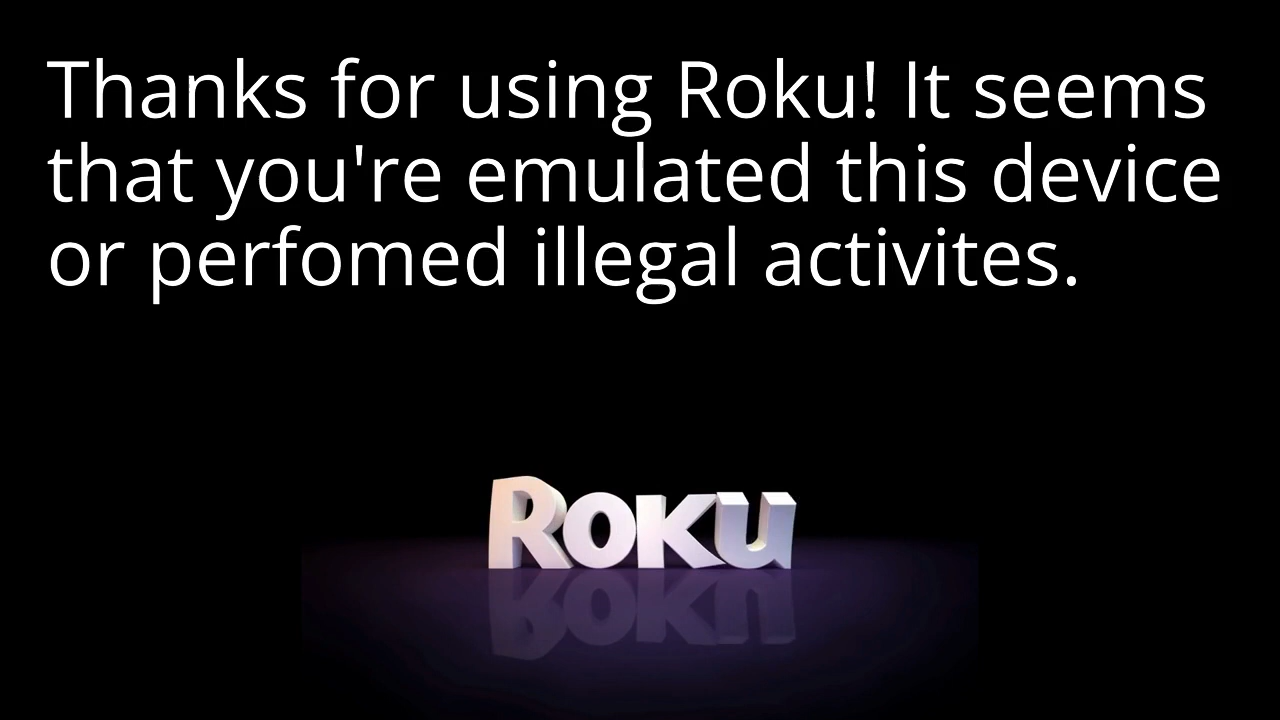 Thanks for using Roku! It seems
that you're emulated this device
or perfomed illegal activites.
Roku